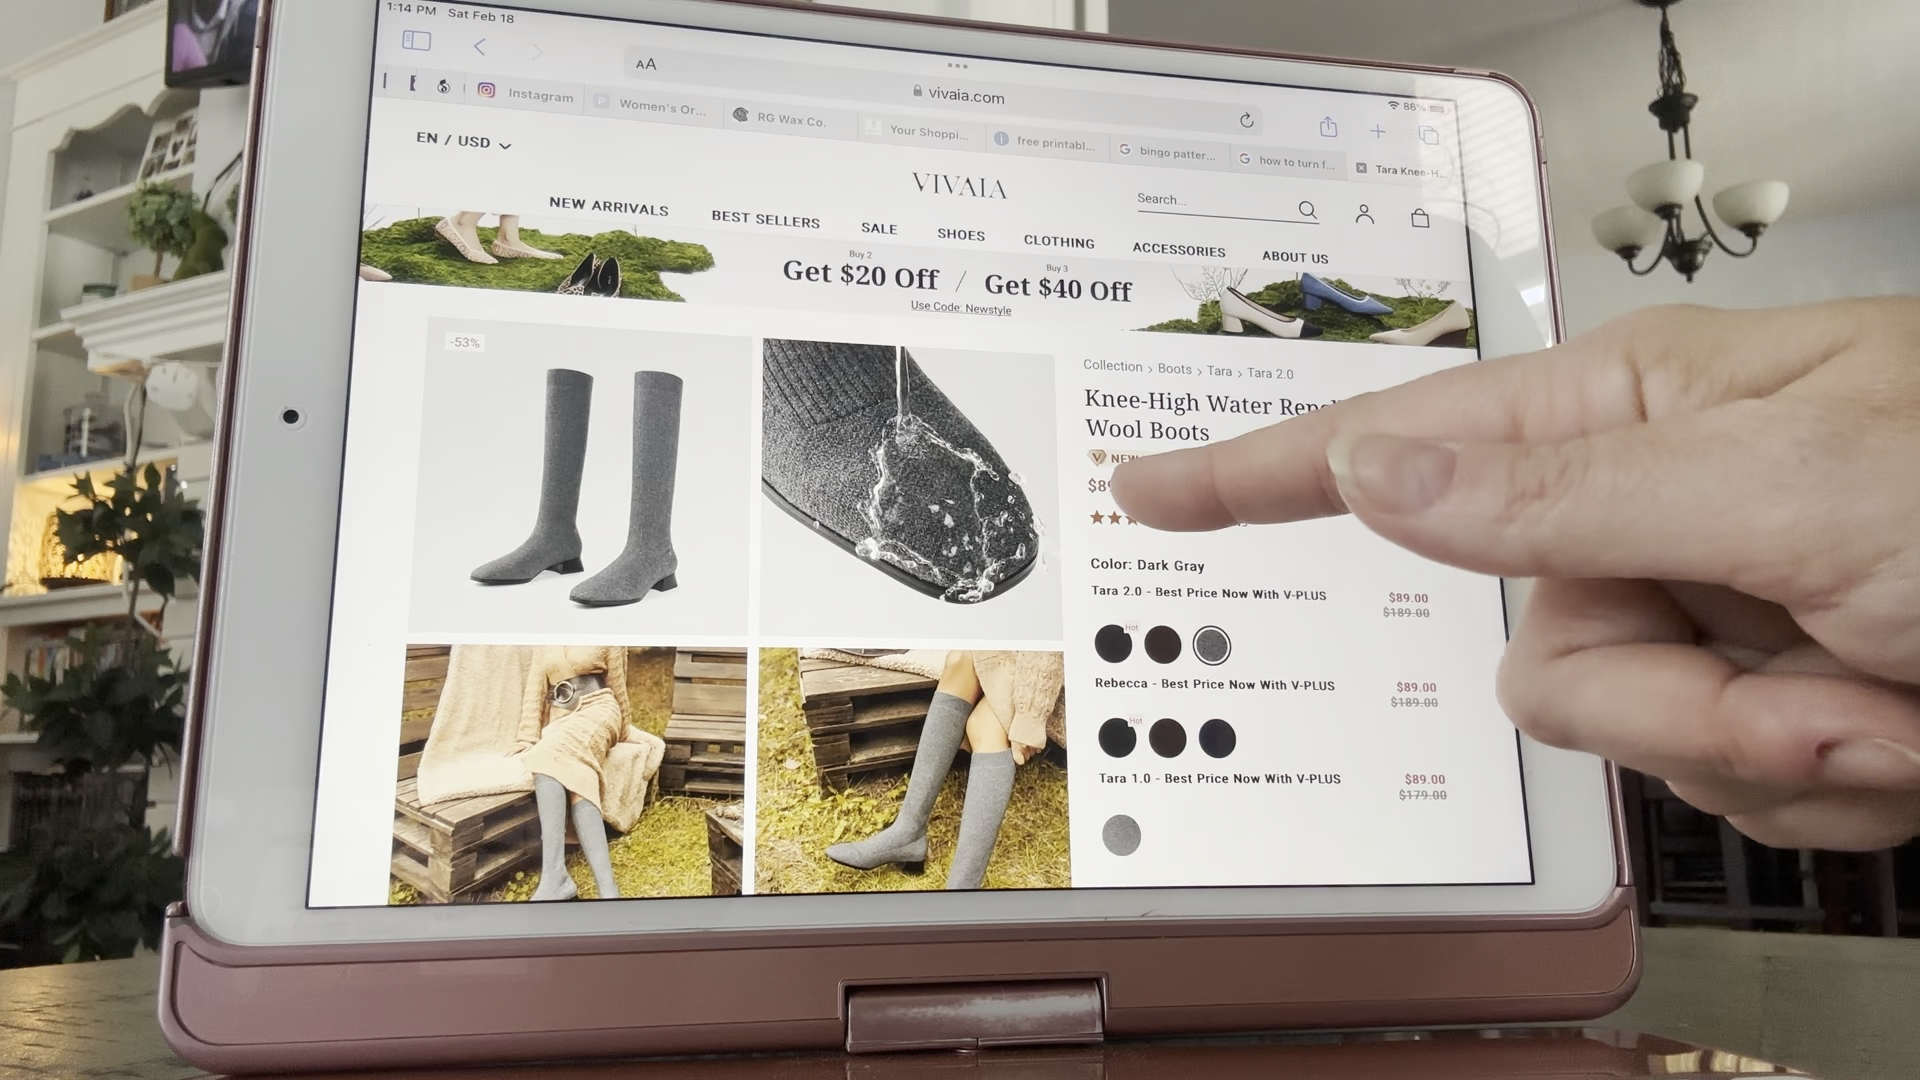 1:14 PM Sat Feb 18
86%
AA
vivaia.com
Instagram
Women's Or...
RG Wax Co.
Your Shoppi...
free printabl...
bingo patter...
how to turn f...
Tara Knee-H...
EN / USD
VIVAIA
Search...
NEW ARRIVALS
BEST SELLERS
SALE
SHOES
CLOTHING
ACCESSORIES
ABOUT US
Buy 2
Get $20 Off
/
Buy 3
Get $40 Off
Use Code: Newstyle
-53%
Collection > Boots > Tara > Tara 2.0
Knee-High Water
Wool Boots
V
Color: Dark Gray
Tara 2.0 - Best Price Now With V-PLUS
$89.00
$189.00
Hot
Rebecca - Best Price Now With V-PLUS
$89.00
$189.00
Hot
Tara 1.0 - Best Price Now With V-PLUS
$89.00
$179.00